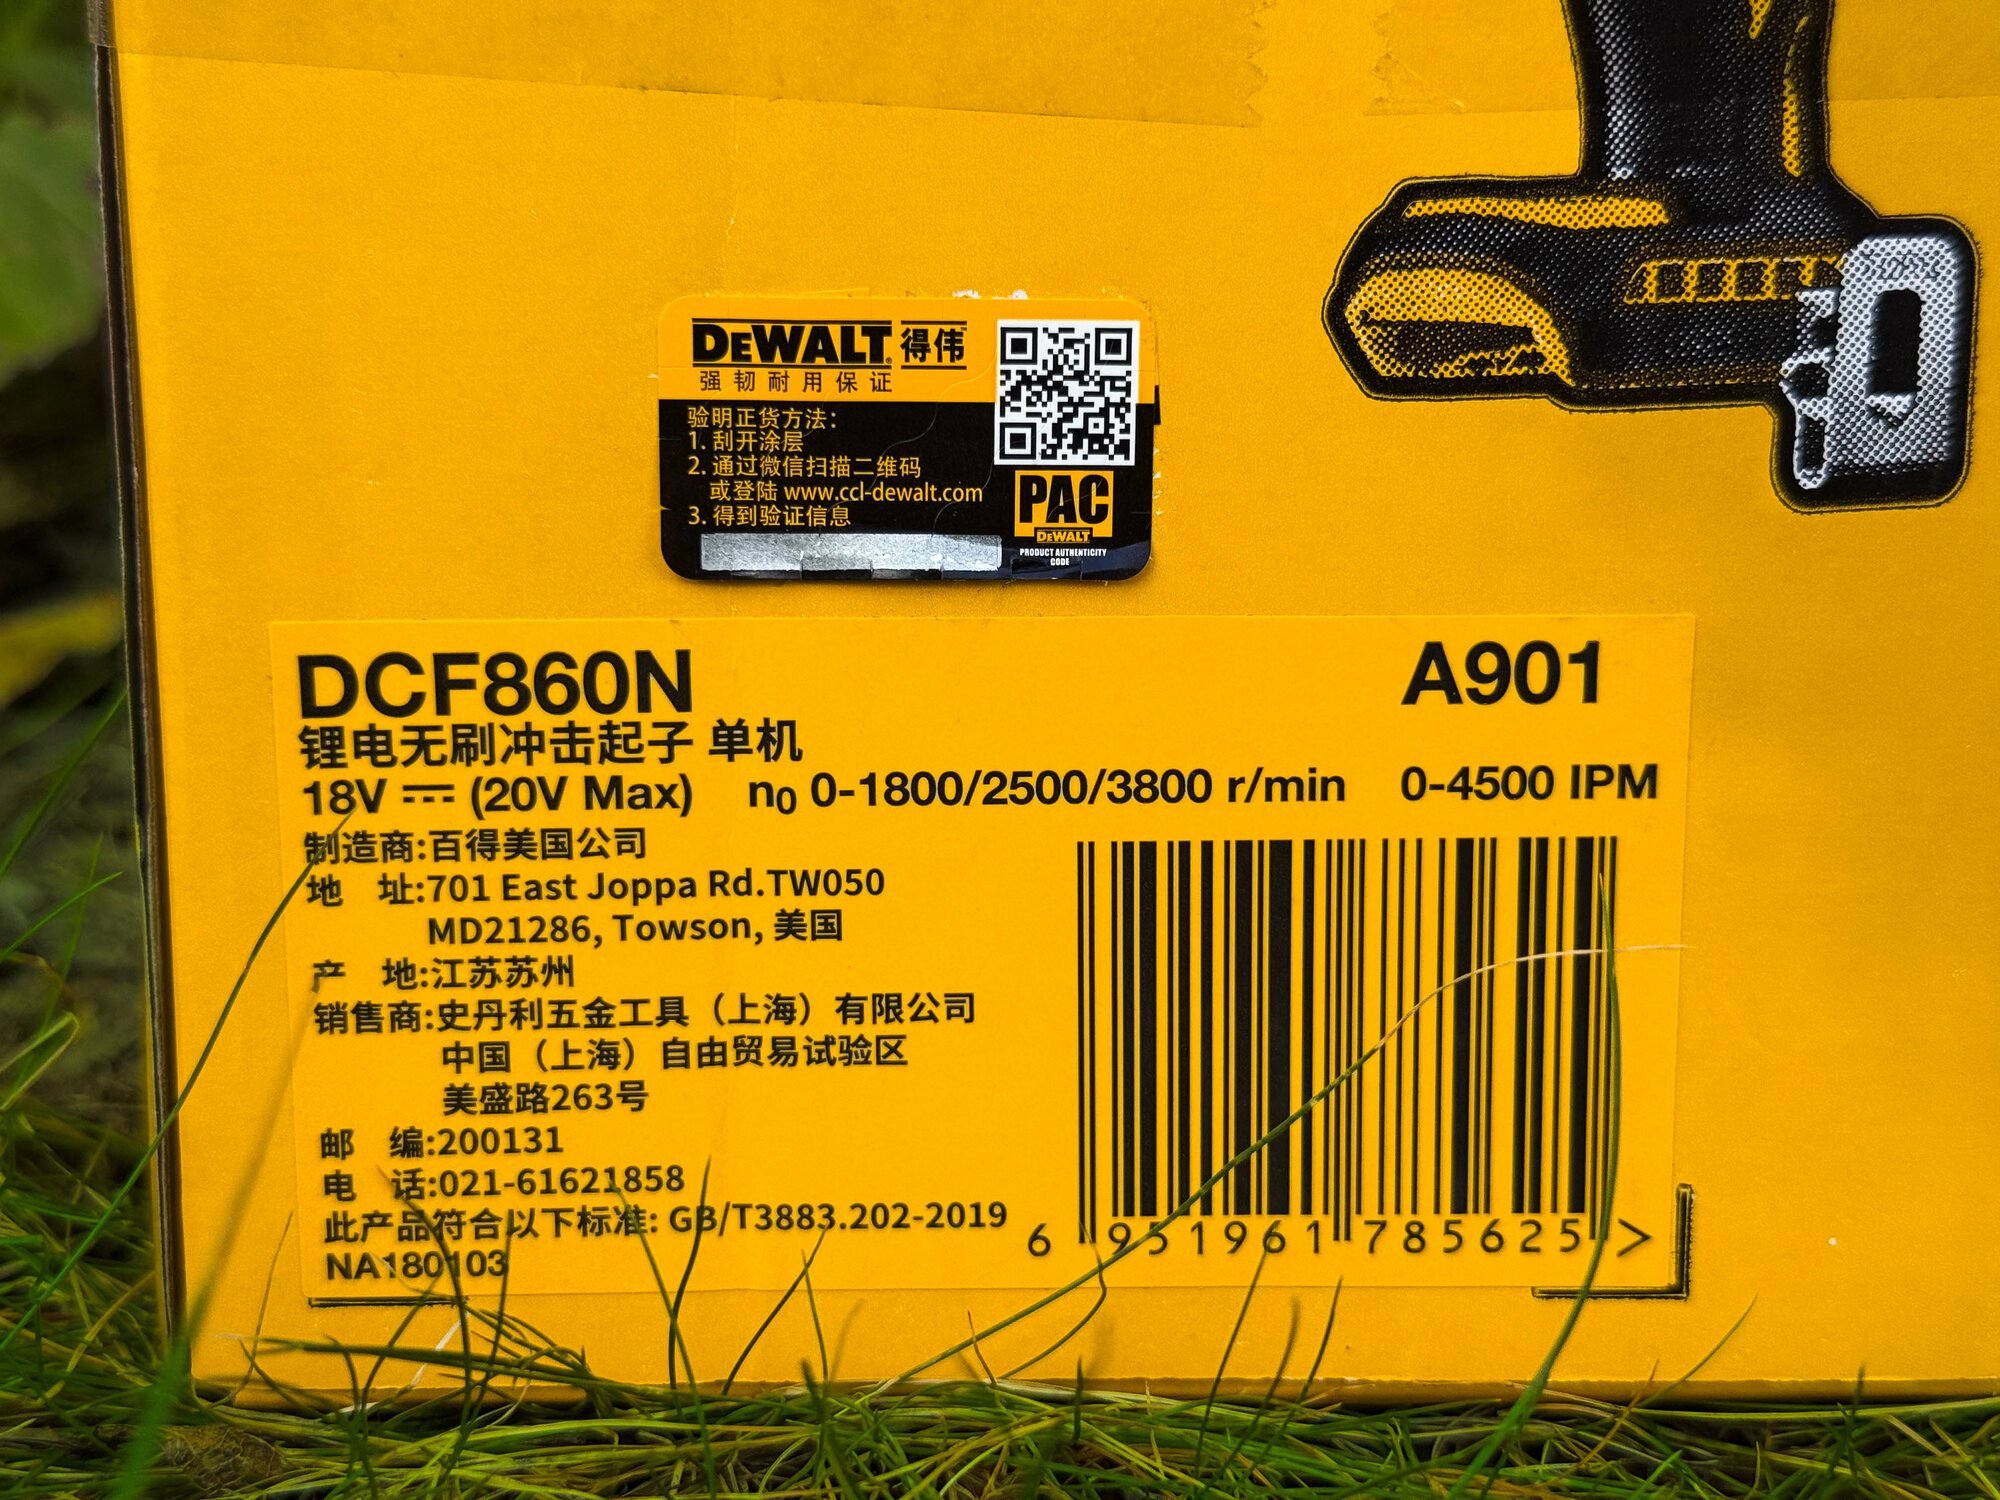 DEWALT 得伟
强韧耐用保证
验明正货方法：
1. 刮开涂层
2. 通过微信扫描二维码
或登陆 www.ccl-dewalt.com
3. 得到验证信息
PAC
DEWALT
PRODUCT AUTHENTICITY
CODE
DCF860N A901
锂电无刷冲击起子 单机
18V ⎓ (20V Max) n0 0-1800/2500/3800 r/min 0-4500 IPM
制造商:百得美国公司
地 址:701 East Joppa Rd.TW050
MD21286, Towson, 美国
产 地:江苏苏州
销售商:史丹利五金工具（上海）有限公司
中国（上海）自由贸易试验区
美盛路263号
邮 编:200131
电 话:021-61621858
此产品符合以下标准: GB/T3883.202-2019
NA180103
6 951961 785625 >